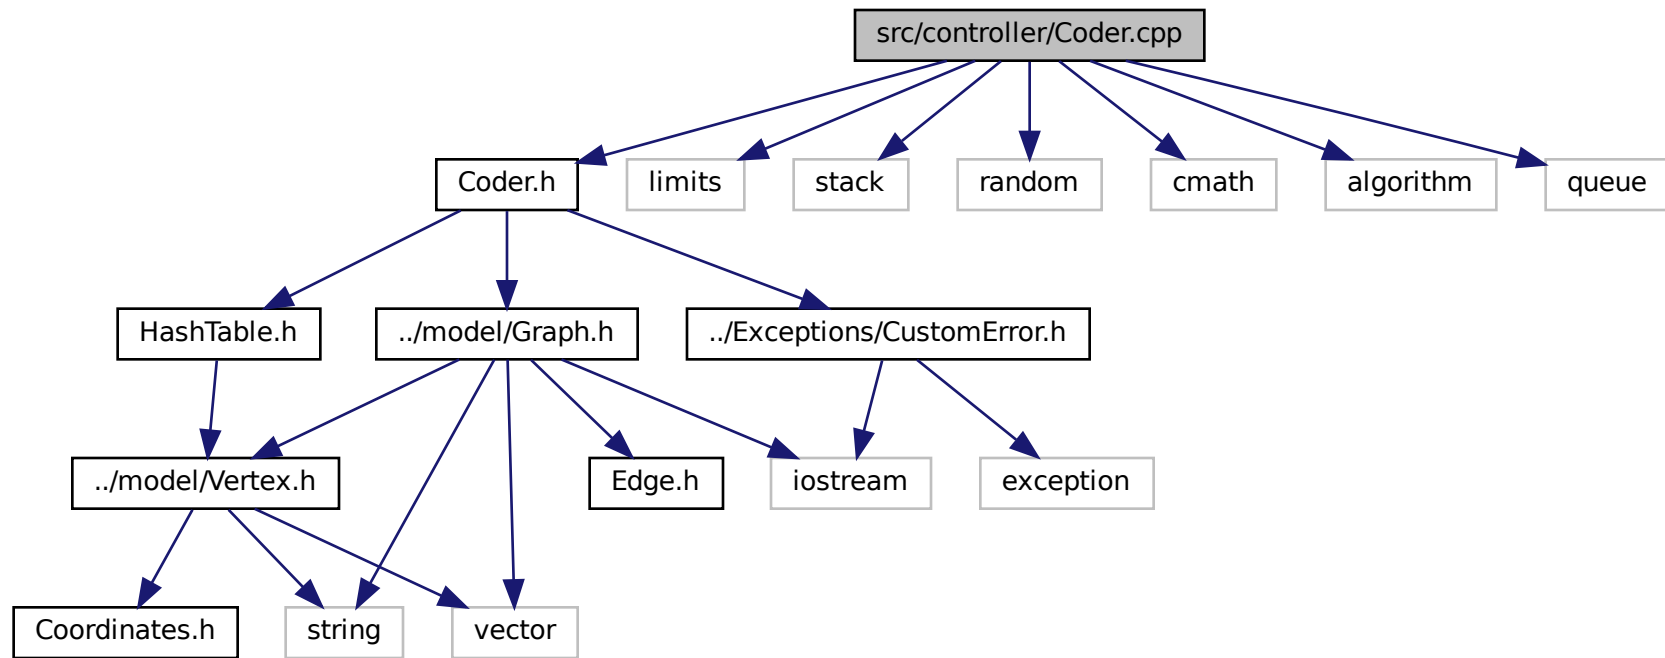 src/controller/Coder.cpp
Coder.h
limits
stack
random
cmath
algorithm
queue
HashTable.h
../model/Graph.h
../Exceptions/CustomError.h
../model/Vertex.h
Edge.h
iostream
exception
Coordinates.h
string
vector